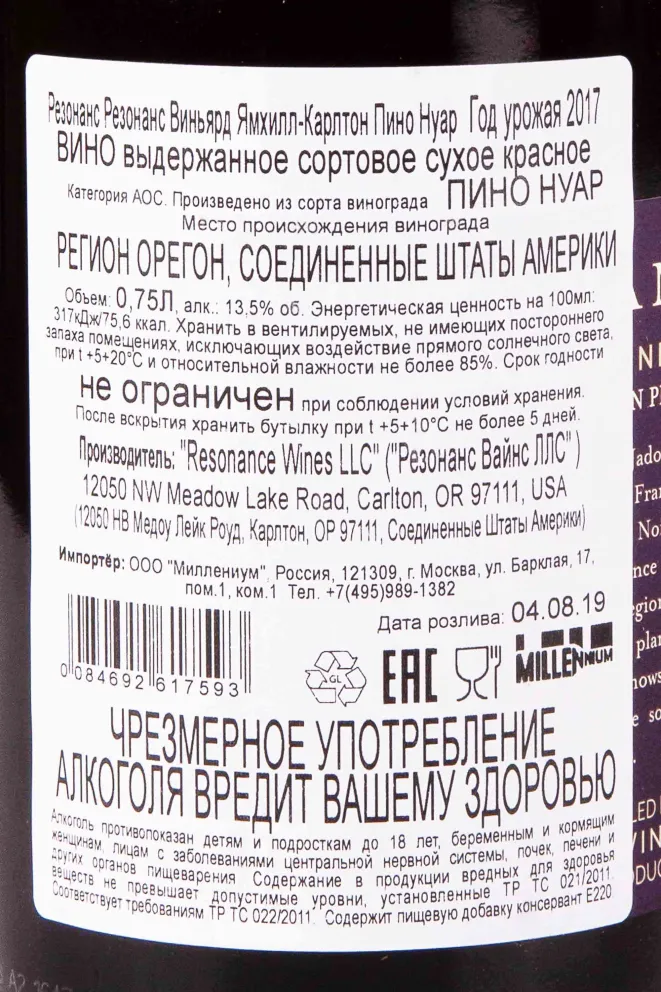 Резонанс Резонанс Виньярд Ямхилл-Карлтон Пино Нуар Год урожая 2017
ВИНО выдержанное сортовое сухое красное
Категория АОС. Произведено из сорта винограда ПИНО НУАР
Место происхождения винограда
РЕГИОН ОРЕГОН, СОЕДИНЕННЫЕ ШТАТЫ АМЕРИКИ
Объем: 0,75Л, алк.: 13,5% об. Энергетическая ценность на 100мл:
317кДж/75,6 ккал. Хранить в вентилируемых, не имеющих постороннего
запаха помещениях, исключающих воздействие прямого солнечного света,
при t +5+20°С и относительной влажности не более 85%. Срок годности
не ограничен при соблюдении условий хранения.
После вскрытия хранить бутылку при t +5+10°С не более 5 дней.
Производитель: "Resonance Wines LLC" ("Резонанс Вайнс ЛЛС")
12050 NW Meadow Lake Road, Carlton, OR 97111, USA
(12050 НВ Медоу Лейк Роуд, Карлтон, ОР 97111, Соединенные Штаты Америки)
Импортёр: ООО "Миллениум", Россия, 121309, г. Москва, ул. Барклая, 17,
пом.1, ком.1 Тел. +7(495)989-1382
Дата розлива: 04.08.19
0 084692 617593
GL
EAC
MILLENNIUM
ЧРЕЗМЕРНОЕ УПОТРЕБЛЕНИЕ
АЛКОГОЛЯ ВРЕДИТ ВАШЕМУ ЗДОРОВЬЮ
Алкоголь противопоказан детям и подросткам до 18 лет, беременным и кормящим
женщинам, лицам с заболеваниями центральной нервной системы, почек, печени и
других органов пищеварения Содержание в продукции вредных для здоровья
веществ не превышает допустимые уровни, установленные ТР ТС 021/2011.
Соответствует требованиям ТР ТС 022/2011. Содержит пищевую добавку консервант Е220